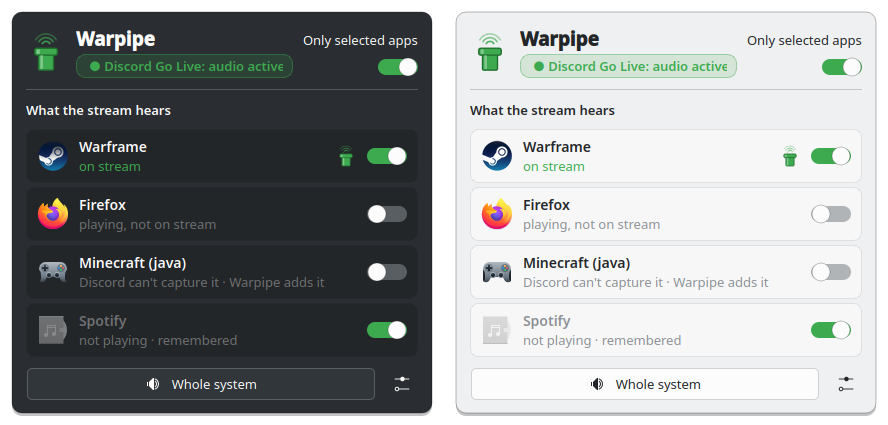 Warpipe
Only selected apps
● Discord Go Live: audio active
What the stream hears
Warframe
on stream
Firefox
playing, not on stream
Minecraft (java)
Discord can't capture it · Warpipe adds it
Spotify
not playing · remembered
Whole system
Warpipe
Only selected apps
● Discord Go Live: audio active
What the stream hears
Warframe
on stream
Firefox
playing, not on stream
Minecraft (java)
Discord can't capture it · Warpipe adds it
Spotify
not playing · remembered
Whole system